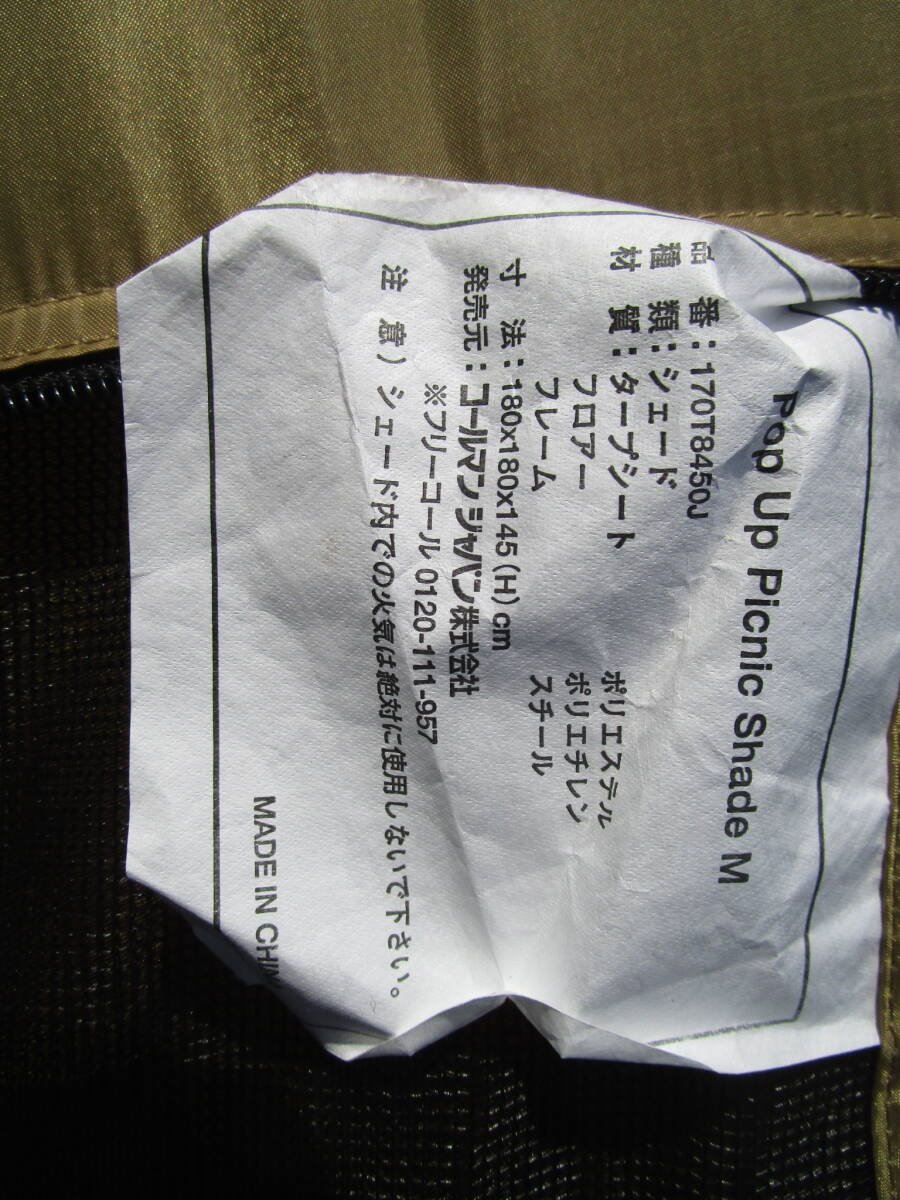 Pop Up Picnic Shade M
品　番：170T8450J
種　類：シェード
材　質：タープシート　ポリエステル
フロアー　ポリエチレン
フレーム　スチール
寸　法：180x180x145(H)cm
発売元：コールマン ジャパン株式会社
※フリーコール 0120-111-957
注　意）シェード内での火気は絶対に使用しないで下さい。
MADE IN